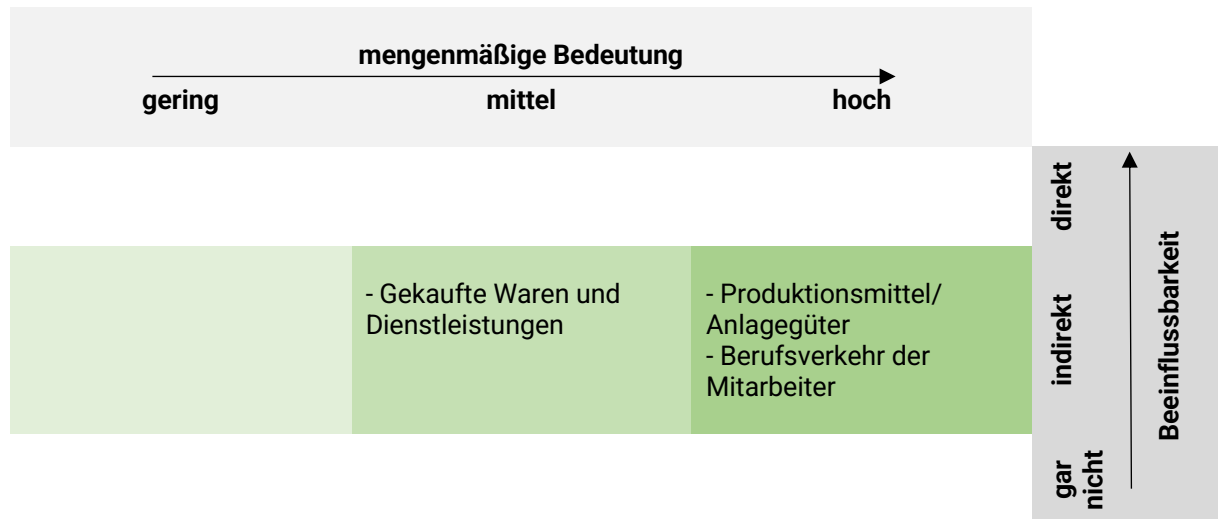 mengenmäßige Bedeutung
gering mittel hoch
direkt
- Gekaufte Waren und
Dienstleistungen
- Produktionsmittel/
Anlagegüter
- Berufsverkehr der
Mitarbeiter
indirekt
gar
nicht
Beeinflussbarkeit